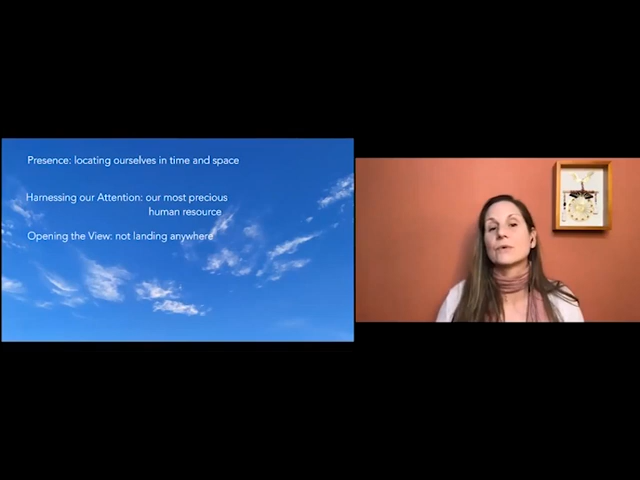 Presence: locating ourselves in time and space
Harnessing our Attention: our most precious
human resource
Opening the View: not landing anywhere